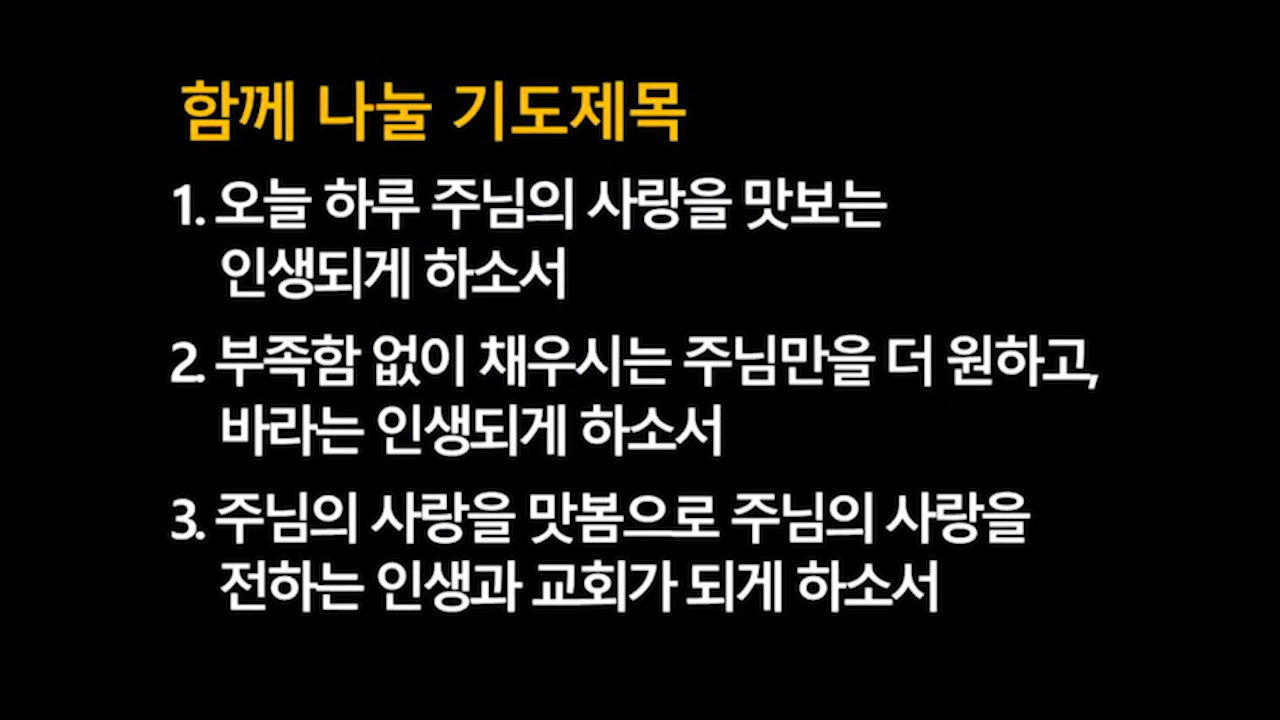 함께 나눌 기도제목
1. 오늘 하루 주님의 사랑을 맛보는
인생되게 하소서
2. 부족함 없이 채우시는 주님만을 더 원하고,
바라는 인생되게 하소서
3. 주님의 사랑을 맛봄으로 주님의 사랑을
전하는 인생과 교회가 되게 하소서